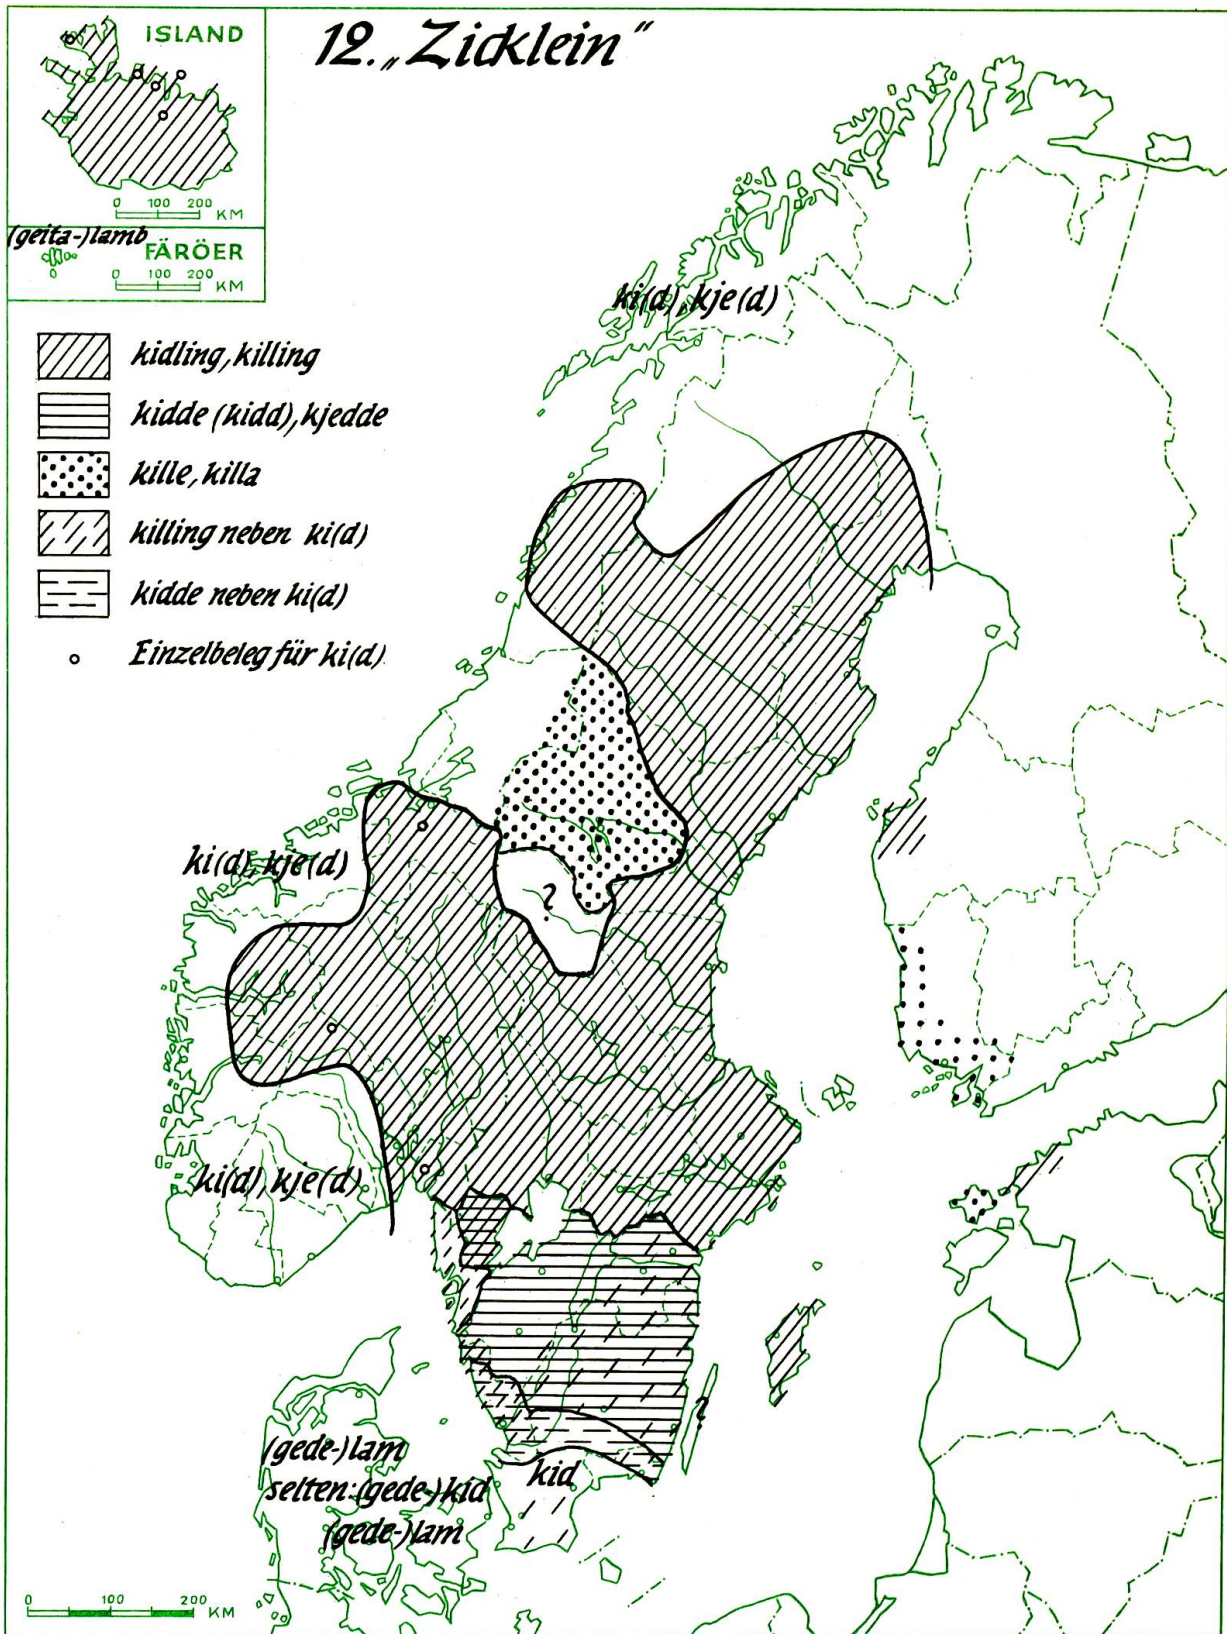 12. „Zicklein“
ISLAND
0 100 200 KM
(geita-)lamb
FÄRÖER
0 100 200 KM
kidling, killing
kidde (kidd), kjedde
kille, killa
killing neben ki(d)
kidde neben ki(d)
Einzelbeleg für ki(d)
ki(d), kje(d)
ki(d), kje(d)
?
ki(d), kje(d)
?
(gede-)lam
selten: (gede-)kid
(gede-)lam
kid
0 100 200 KM